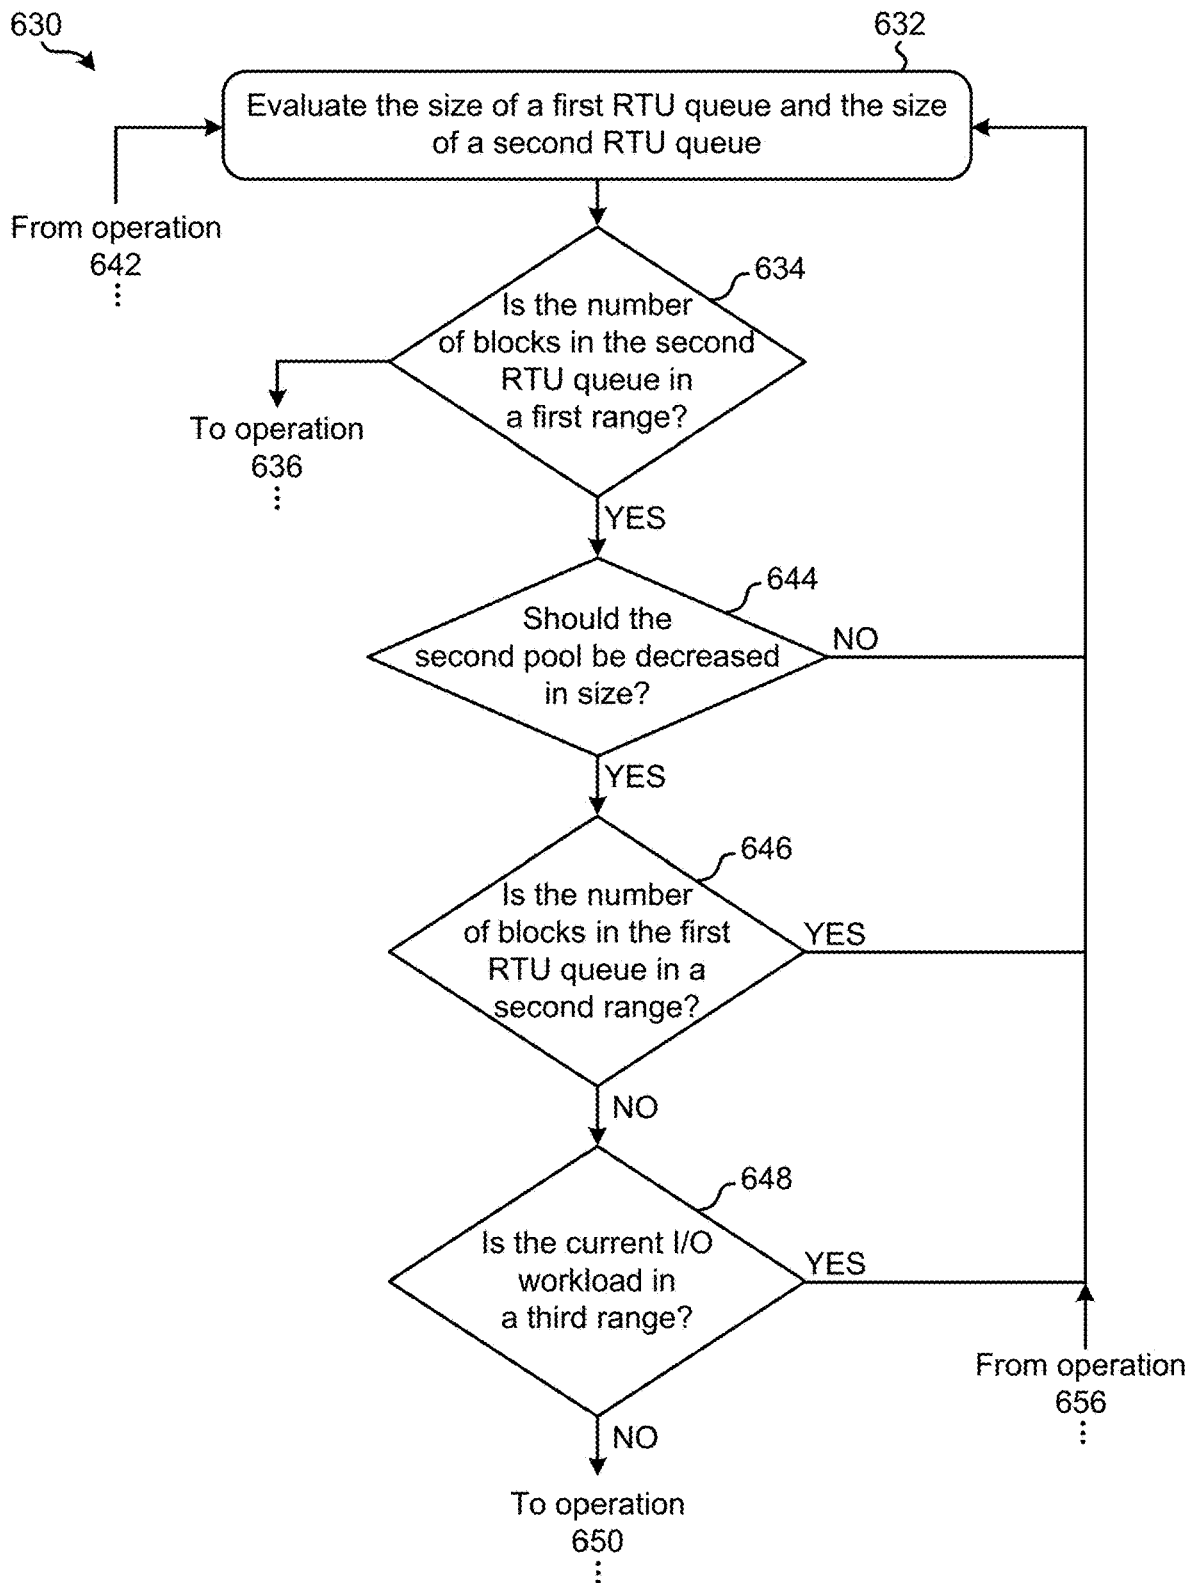 630
632
Evaluate the size of a first RTU queue and the size
of a second RTU queue
From operation
642
⋮
634
Is the number
of blocks in the second
RTU queue in
a first range?
To operation
636
⋮
YES
644
Should the
second pool be decreased
in size?
NO
YES
646
Is the number
of blocks in the first
RTU queue in a
second range?
YES
NO
648
Is the current I/O
workload in
a third range?
YES
From operation
656
⋮
NO
To operation
650
⋮